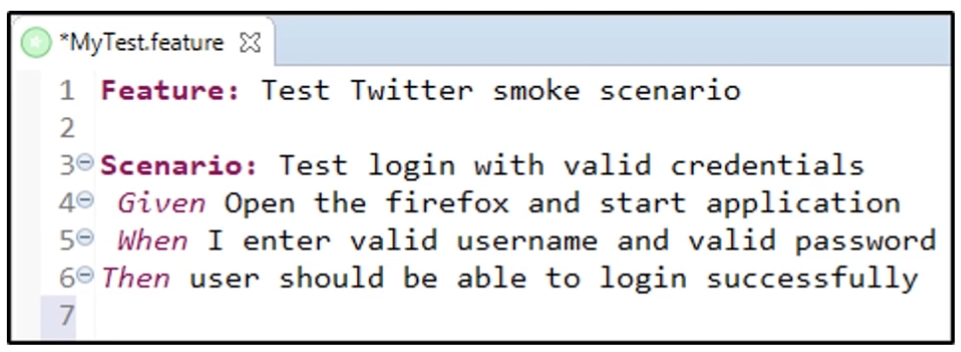 *MyTest.feature
1 Feature: Test Twitter smoke scenario
2
3 Scenario: Test login with valid credentials
4 Given Open the firefox and start application
5 When I enter valid username and valid password
6 Then user should be able to login successfully
7